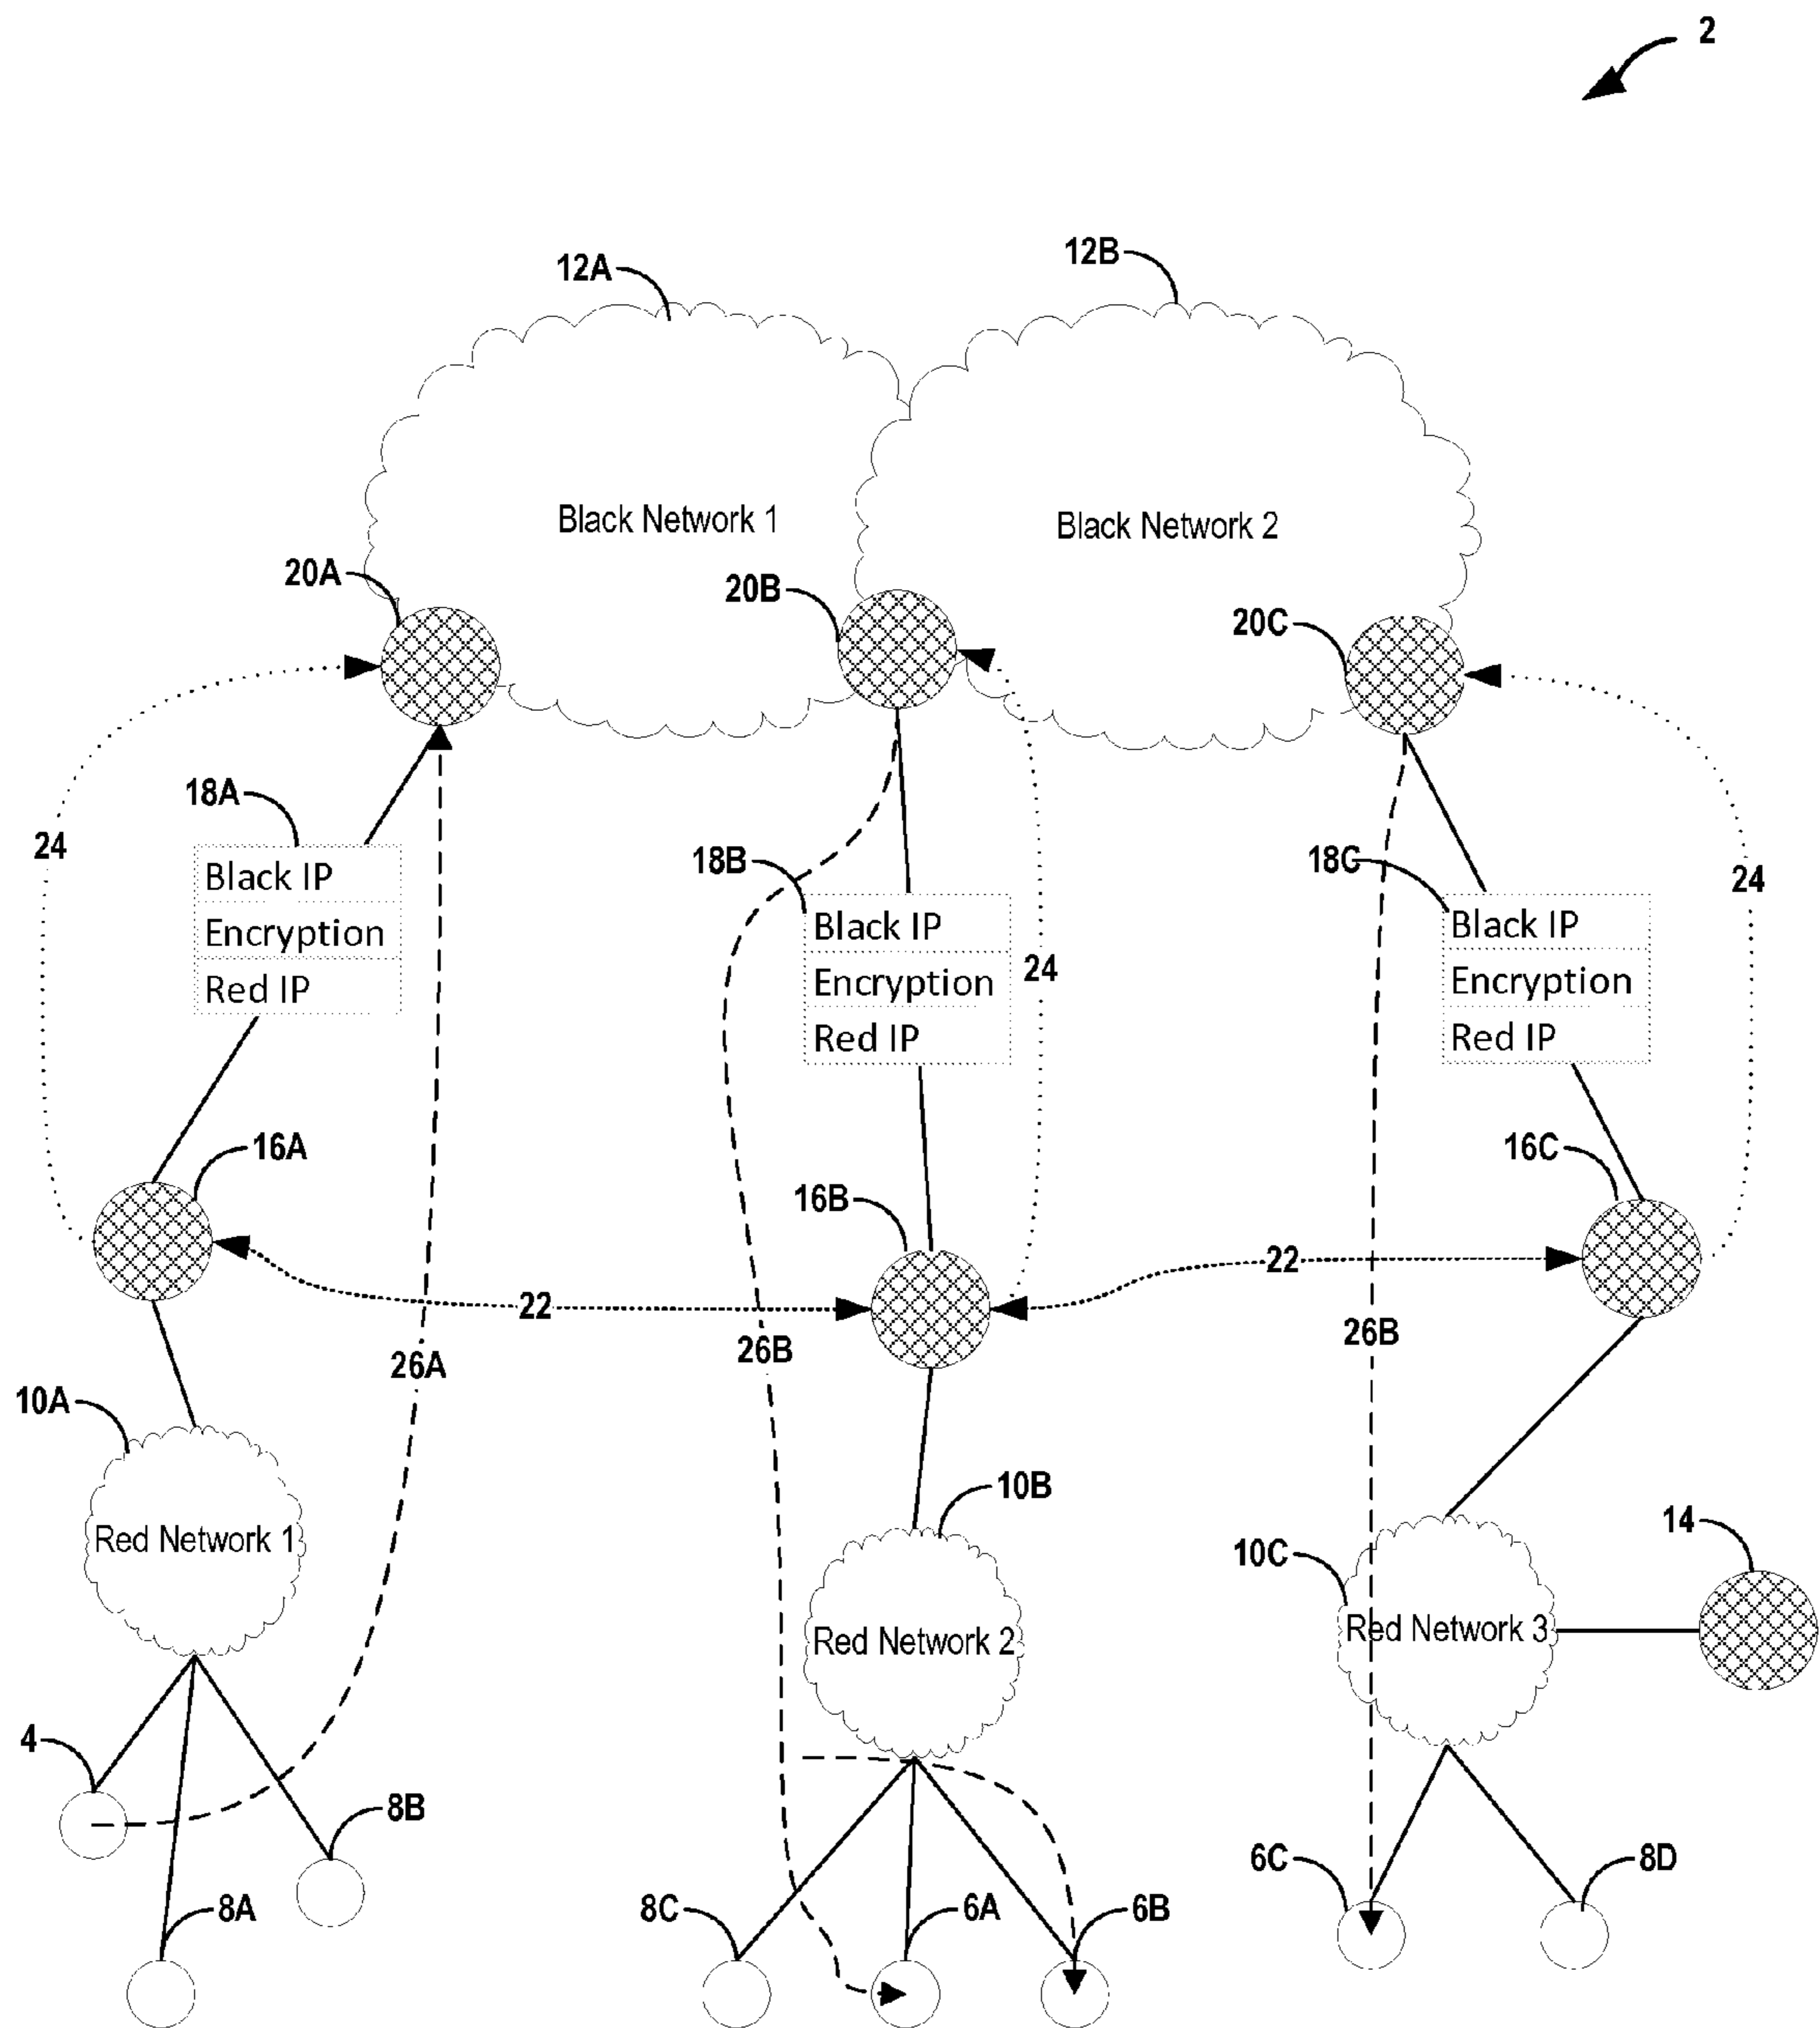 2
12A
12B
Black Network 1
Black Network 2
20A
20B
20C
18A
24
Black IP
Encryption
Red IP
18B
Black IP
Encryption
Red IP
24
18C
Black IP
Encryption
Red IP
24
16A
16B
16C
22
22
26A
26B
26B
10A
Red Network 1
10B
Red Network 2
10C
Red Network 3
14
4
8A
8B
8C
6A
6B
6C
8D